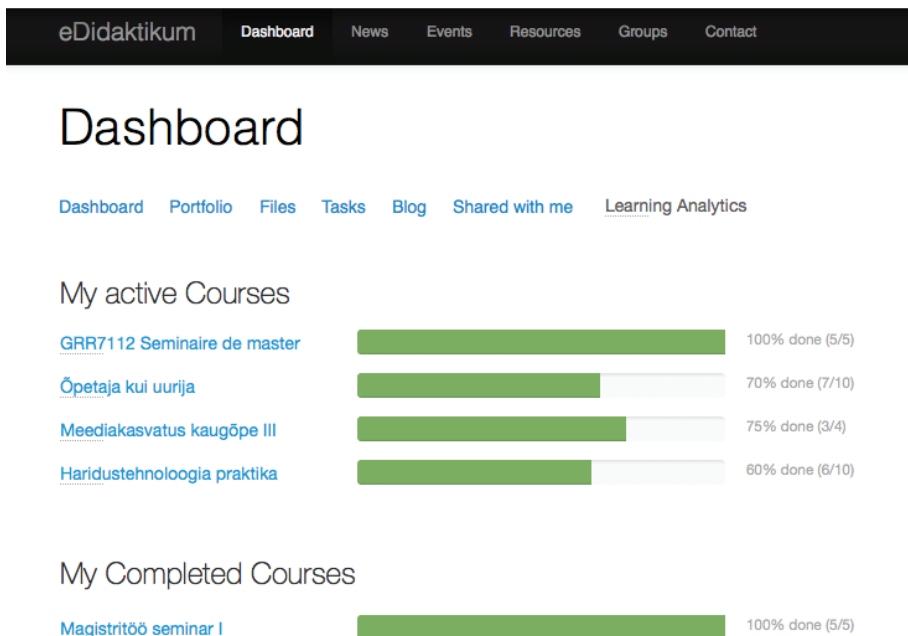 eDidaktikum Dashboard News Events Resources Groups Contact
Dashboard
Dashboard Portfolio Files Tasks Blog Shared with me Learning Analytics
My active Courses
GRR7112 Seminaire de master 100% done (5/5)
Õpetaja kui uurija 70% done (7/10)
Meediakasvatus kaugõpe III 75% done (3/4)
Haridustehnoloogia praktika 60% done (6/10)
My Completed Courses
Magistritöö seminar I 100% done (5/5)